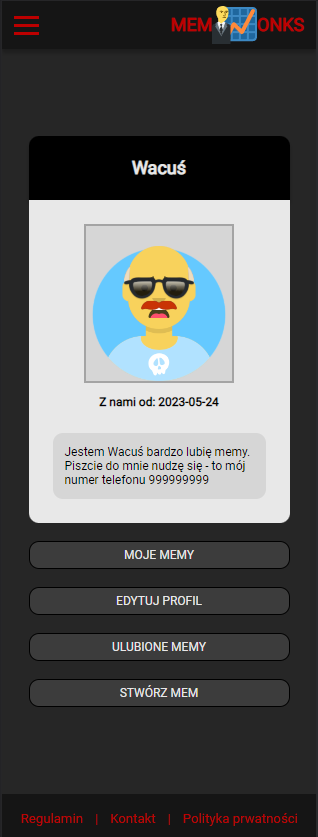 MEM ONKS
Wacuś
Z nami od: 2023-05-24
Jestem Wacuś bardzo lubię memy.
Piszcie do mnie nudzę się - to mój
numer telefonu 999999999
MOJE MEMY
EDYTUJ PROFIL
ULUBIONE MEMY
STWÓRZ MEM
Regulamin | Kontakt | Polityka prwatności